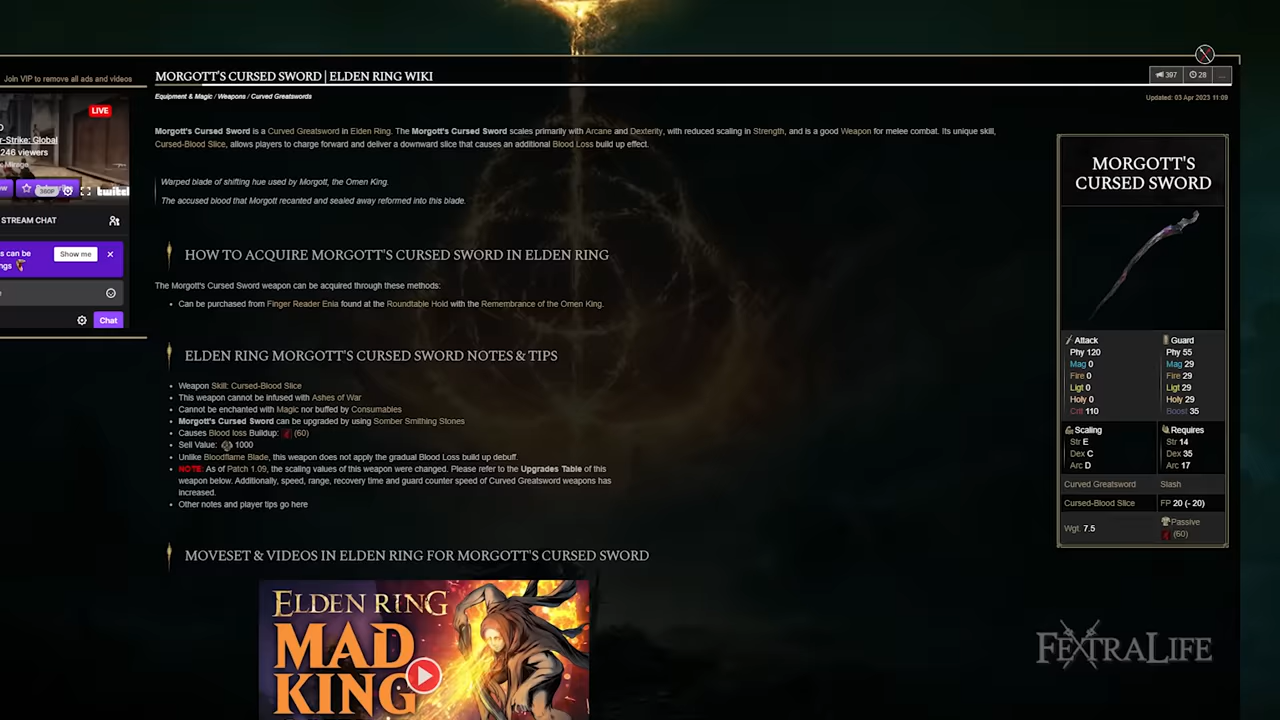 Join VIP to remove all ads and videos
MORGOTT'S CURSED SWORD | ELDEN RING WIKI
397
28
...
Equipment & Magic / Weapons / Curved Greatswords
Updated: 03 Apr 2023 11:09
LIVE
r-Strike: Global
246 viewers
Mirage
360P
twitch
STREAM CHAT
s can be
ngs
Show me
Chat
Morgott's Cursed Sword is a Curved Greatsword in Elden Ring. The Morgott's Cursed Sword scales primarily with Arcane and Dexterity, with reduced scaling in Strength, and is a good Weapon for melee combat. Its unique skill,
Cursed-Blood Slice, allows players to charge forward and deliver a downward slice that causes an additional Blood Loss build up effect.
Warped blade of shifting hue used by Morgott, the Omen King.
The accused blood that Morgott recanted and sealed away reformed into this blade.
HOW TO ACQUIRE MORGOTT'S CURSED SWORD IN ELDEN RING
The Morgott's Cursed Sword weapon can be acquired through these methods:
Can be purchased from Finger Reader Enia found at the Roundtable Hold with the Remembrance of the Omen King.
ELDEN RING MORGOTT'S CURSED SWORD NOTES & TIPS
Weapon Skill: Cursed-Blood Slice
This weapon cannot be infused with Ashes of War
Cannot be enchanted with Magic nor buffed by Consumables
Morgott's Cursed Sword can be upgraded by using Somber Smithing Stones
Causes Blood loss Buildup: (60)
Sell Value: 1000
Unlike Bloodflame Blade, this weapon does not apply the gradual Blood Loss build up debuff.
NOTE: As of Patch 1.09, the scaling values of this weapon were changed. Please refer to the Upgrades Table of this
weapon below. Additionally, speed, range, recovery time and guard counter speed of Curved Greatsword weapons has
increased.
Other notes and player tips go here
MOVESET & VIDEOS IN ELDEN RING FOR MORGOTT'S CURSED SWORD
ELDEN RING
MAD
KING
MORGOTT'S
CURSED SWORD
Attack Guard
Phy 120 Phy 55
Mag 0 Mag 29
Fire 0 Fire 29
Ligt 0 Ligt 29
Holy 0 Holy 29
Crit 110 Boost 35
Scaling Requires
Str E Str 14
Dex C Dex 35
Arc D Arc 17
Curved Greatsword Slash
Cursed-Blood Slice FP 20 (- 20)
Wgt. 7.5 Passive
(60)
FEXTRALIFE